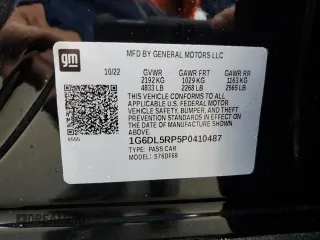 gm
MFD BY GENERAL MOTORS LLC
10/22 GVWR GAWR FRT GAWR RR
2192 KG 1029 KG 1163 KG
4833 LB 2268 LB 2565 LB
THIS VEHICLE CONFORMS TO ALL
APPLICABLE U.S. FEDERAL MOTOR
VEHICLE SAFETY, BUMPER, AND THEFT
PREVENTION STANDARDS IN EFFECT ON
THE DATE OF MANUFACTURE SHOWN
ABOVE.
1G6DL5RP5P0410487
TYPE: PASS CAR
MODEL: 6DF69